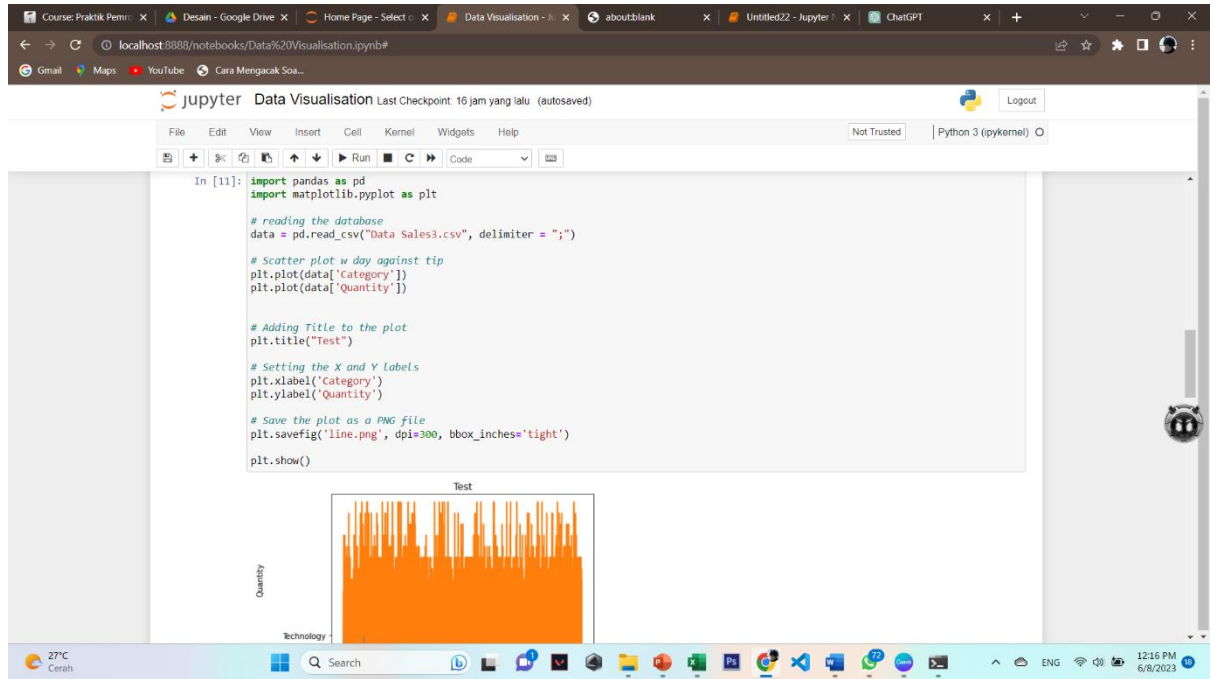 Course: Praktik Pemro
Desain - Google Drive
Home Page - Select o
Data Visualisation - Ju
about:blank
Untitled22 - Jupyter N
ChatGPT
localhost:8888/notebooks/Data%20Visualisation.ipynb#
Gmail
Maps
YouTube
Cara Mengacak Soa...
jupyter Data Visualisation Last Checkpoint: 16 jam yang lalu (autosaved)
Logout
File Edit View Insert Cell Kernel Widgets Help
Not Trusted
Python 3 (ipykernel)
Run
Code
In [11]: import pandas as pd
import matplotlib.pyplot as plt
# reading the database
data = pd.read_csv("Data Sales3.csv", delimiter = ";")
# Scatter plot w day against tip
plt.plot(data['Category'])
plt.plot(data['Quantity'])
# Adding Title to the plot
plt.title("Test")
# Setting the X and Y labels
plt.xlabel('Category')
plt.ylabel('Quantity')
# Save the plot as a PNG file
plt.savefig('line.png', dpi=300, bbox_inches='tight')
plt.show()
Test
Quantity
Technology
27°C
Cerah
Search
72
ENG
12:16 PM
6/8/2023
18